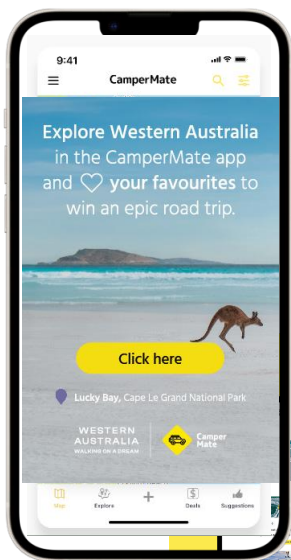 9:41
CamperMate
Explore Western Australia
in the CamperMate app
and ♡ your favourites to
win an epic road trip.
Click here
Lucky Bay, Cape Le Grand National Park
WESTERN
AUSTRALIA
WALKING ON A DREAM
Camper
Mate
Map
Explore
Deals
Suggestions